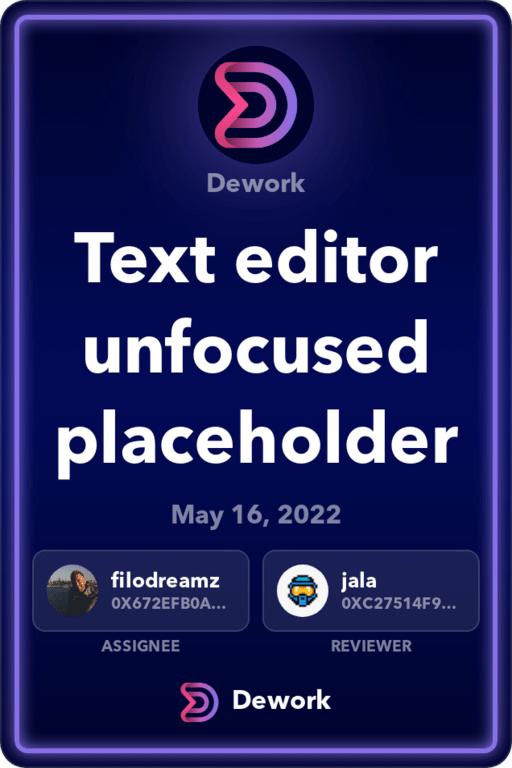 Dework
Text editor
unfocused
placeholder
May 16, 2022
filodreamz
0X672EFB0A...
ASSIGNEE
jala
0XC27514F9...
REVIEWER
Dework